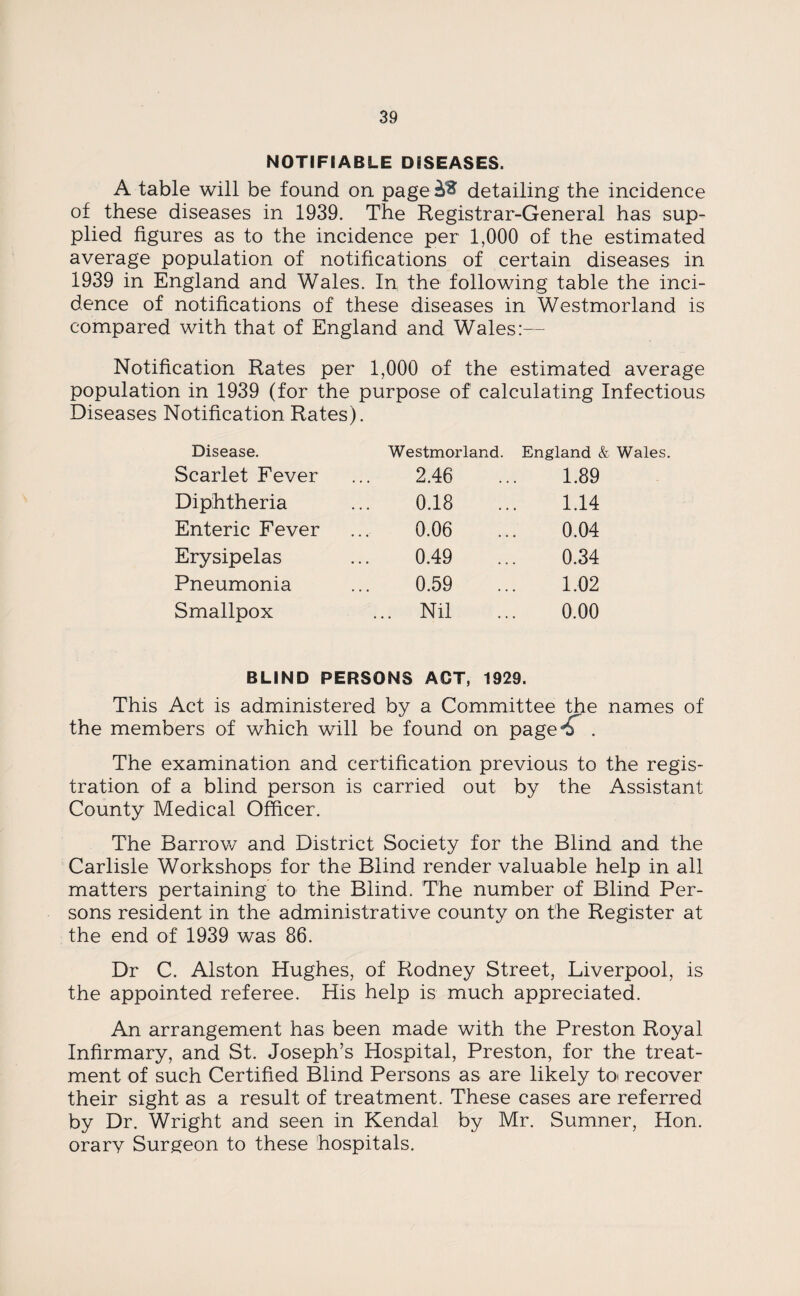 39
NOTIFIABLE DISEASES.
A table will be found on page 38 detailing the incidence
of these diseases in 1939. The Registrar-General has sup-
plied figures as to the incidence per 1,000 of the estimated
average population of notifications of certain diseases in
1939 in England and Wales. In the following table the inci-
dence of notifications of these diseases in Westmorland is
compared with that of England and Wales:—
Notification Rates per 1,000 of the estimated average
population in 1939 (for the purpose of calculating Infectious
Diseases Notification Rates).
Disease. Westmorland. England & Wales.
Scarlet Fever ... 2.46 ... 1.89
Diphtheria ... 0.18 ... 1.14
Enteric Fever ... 0.06 ... 0.04
Erysipelas ... 0.49 ... 0.34
Pneumonia ... 0.59 ... 1.02
Smallpox ... Nil ... 0.00
BLIND PERSONS ACT, 1929.
This Act is administered by a Committee the names of
the members of which will be found on page .
The examination and certification previous to the regis-
tration of a blind person is carried out by the Assistant
County Medical Officer.
The Barrow and District Society for the Blind and the
Carlisle Workshops for the Blind render valuable help in all
matters pertaining to the Blind. The number of Blind Per-
sons resident in the administrative county on the Register at
the end of 1939 was 86.
Dr C. Alston Hughes, of Rodney Street, Liverpool, is
the appointed referee. His help is much appreciated.
An arrangement has been made with the Preston Royal
Infirmary, and St. Joseph's Hospital, Preston, for the treat-
ment of such Certified Blind Persons as are likely to recover
their sight as a result of treatment. These cases are referred
by Dr. Wright and seen in Kendal by Mr. Sumner, Hon.
orary Surgeon to these hospitals.